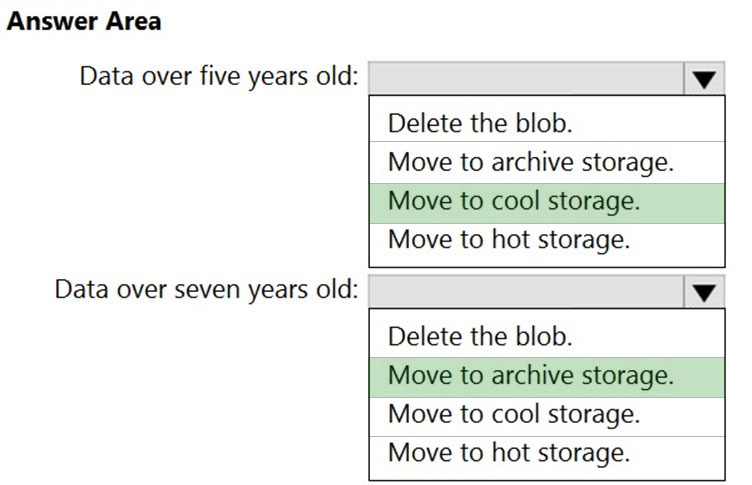 Answer Area
Data over five years old:
Delete the blob.
Move to archive storage.
Move to cool storage.
Move to hot storage.
Data over seven years old:
Delete the blob.
Move to archive storage.
Move to cool storage.
Move to hot storage.